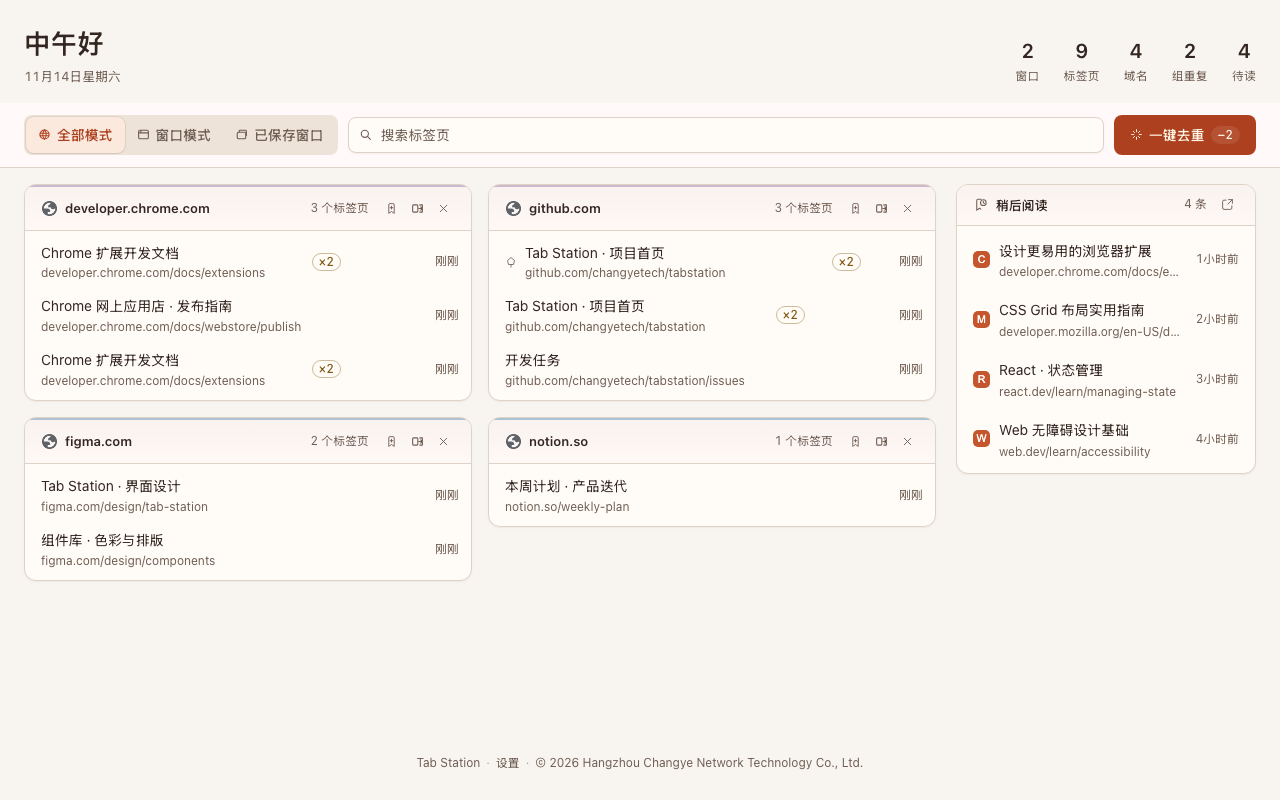 中午好
11月14日星期六
2 9 4 2 4
窗口 标签页 域名 组重复 待读
全部模式 窗口模式 已保存窗口 搜索标签页 一键去重 −2
developer.chrome.com 3 个标签页
Chrome 扩展开发文档
developer.chrome.com/docs/extensions
×2 刚刚
Chrome 网上应用店 · 发布指南
developer.chrome.com/docs/webstore/publish
刚刚
Chrome 扩展开发文档
developer.chrome.com/docs/extensions
×2 刚刚
github.com 3 个标签页
Tab Station · 项目首页
github.com/changyetech/tabstation
×2 刚刚
Tab Station · 项目首页
github.com/changyetech/tabstation
×2 刚刚
开发任务
github.com/changyetech/tabstation/issues
刚刚
figma.com 2 个标签页
Tab Station · 界面设计
figma.com/design/tab-station
刚刚
组件库 · 色彩与排版
figma.com/design/components
刚刚
notion.so 1 个标签页
本周计划 · 产品迭代
notion.so/weekly-plan
刚刚
稍后阅读 4 条
C 设计更易用的浏览器扩展
developer.chrome.com/docs/e...
1小时前
M CSS Grid 布局实用指南
developer.mozilla.org/en-US/d...
2小时前
R React · 状态管理
react.dev/learn/managing-state
3小时前
W Web 无障碍设计基础
web.dev/learn/accessibility
4小时前
Tab Station · 设置 · © 2026 Hangzhou Changye Network Technology Co., Ltd.